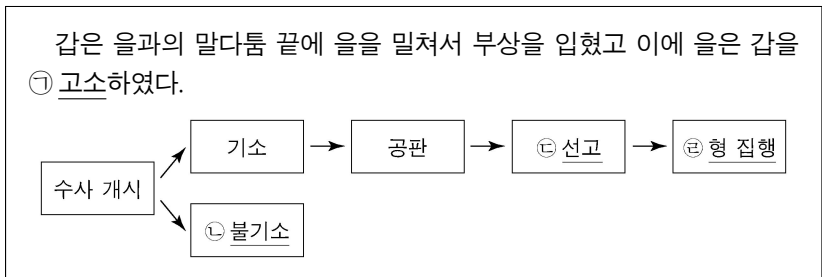 갑은 을과의 말다툼 끝에 을을 밀쳐서 부상을 입혔고 이에 을은 갑을
㉠ 고소하였다.
기소 → 공판 → ㉢ 선고 → ㉣ 형 집행
수사 개시
㉡ 불기소